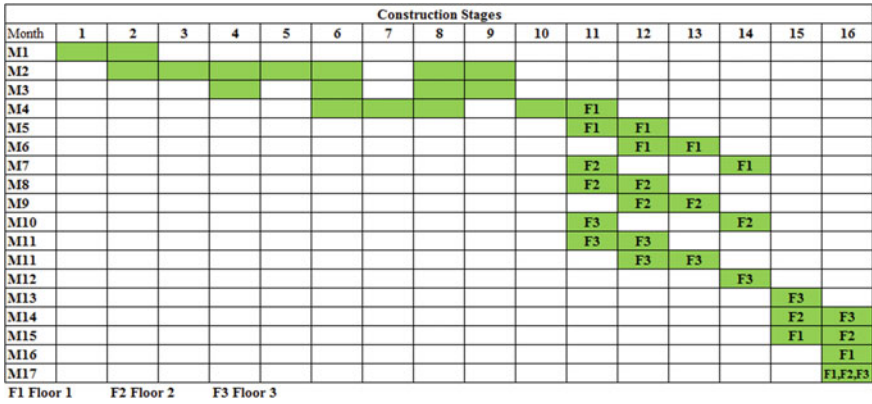 Construction Stages
Month 1 2 3 4 5 6 7 8 9 10 11 12 13 14 15 16
M1
M2
M3
M4 F1
M5 F1 F1
M6 F1 F1
M7 F2 F1
M8 F2 F2
M9 F2 F2
M10 F3 F2
M11 F3 F3
M11 F3 F3
M12 F3
M13 F3
M14 F2 F3
M15 F1 F2
M16 F1
M17 F1,F2,F3
F1 Floor 1 F2 Floor 2 F3 Floor 3